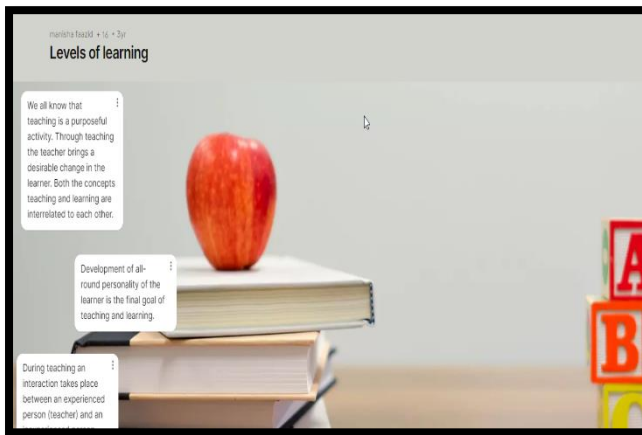 + 16 • 3yr
Levels of learning
We all know that
teaching is a purposeful
activity. Through teaching
the teacher brings a
desirable change in the
learner. Both the concepts
teaching and learning are
interrelated to each other.
Development of all-
round personality of the
learner is the final goal of
teaching and learning.
During teaching an
interaction takes place
between an experienced
person (teacher) and an
A
B
C